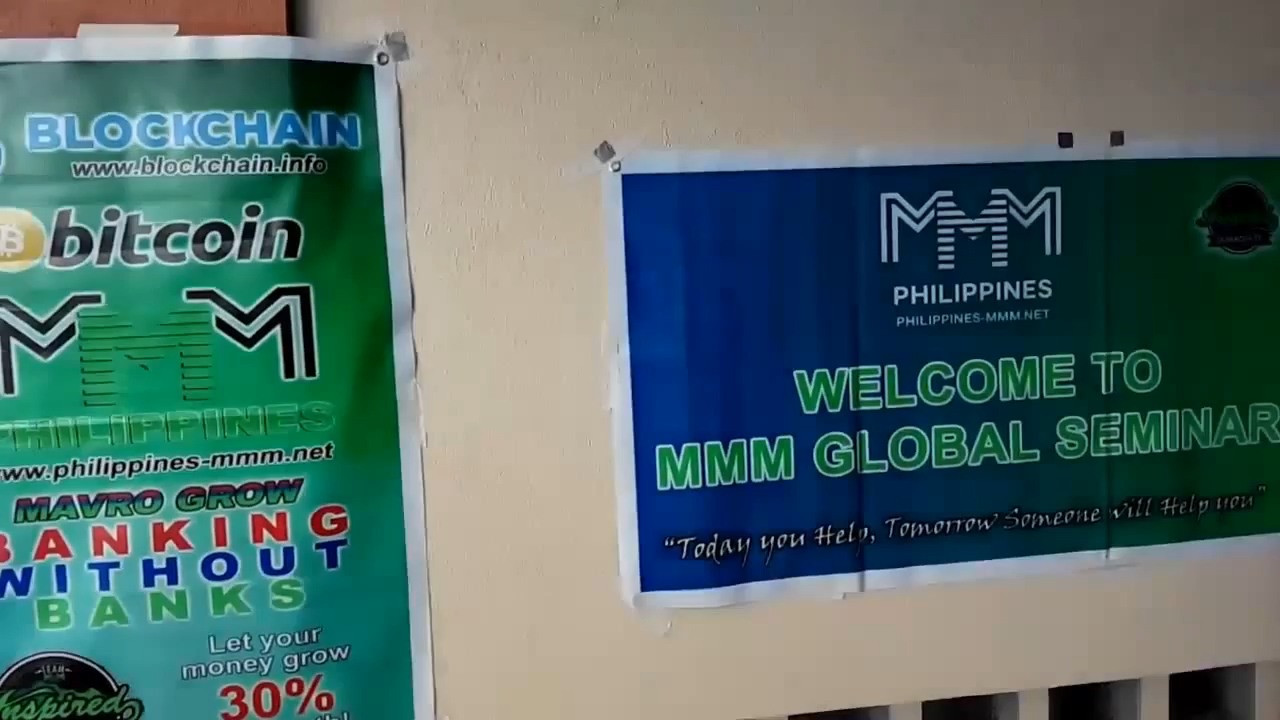 BLOCKCHAIN
www.blockchain.info
bitcoin
MMM
PHILIPPINES
www.philippines-mmm.net
MAVRO GROW
BANKING
WITHOUT
BANKS
Let your
money grow
30%
TEAM
Inspired
MMM
PHILIPPINES
PHILIPPINES-MMM.NET
WELCOME TO
MMM GLOBAL SEMINAR
"Today you Help, Tomorrow Someone will Help you"